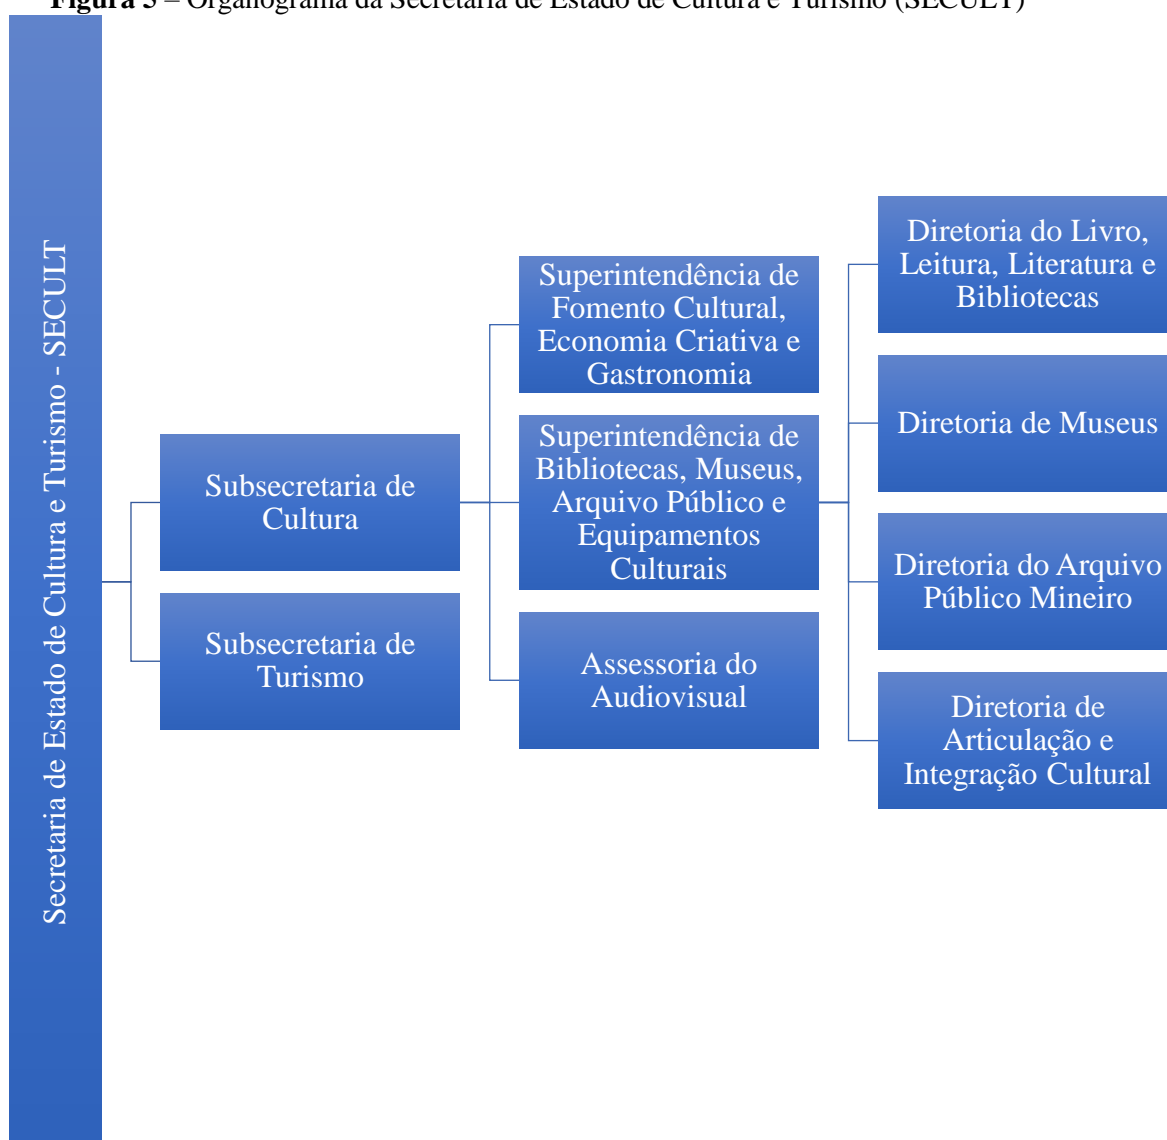 Figura 5 – Organograma da Secretaria de Estado de Cultura e Turismo (SECULT)
Secretaria de Estado de Cultura e Turismo - SECULT
Subsecretaria de
Cultura
Subsecretaria de
Turismo
Superintendência de
Fomento Cultural,
Economia Criativa e
Gastronomia
Superintendência de
Bibliotecas, Museus,
Arquivo Público e
Equipamentos
Culturais
Assessoria do
Audiovisual
Diretoria do Livro,
Leitura, Literatura e
Bibliotecas
Diretoria de Museus
Diretoria do Arquivo
Público Mineiro
Diretoria de
Articulação e
Integração Cultural